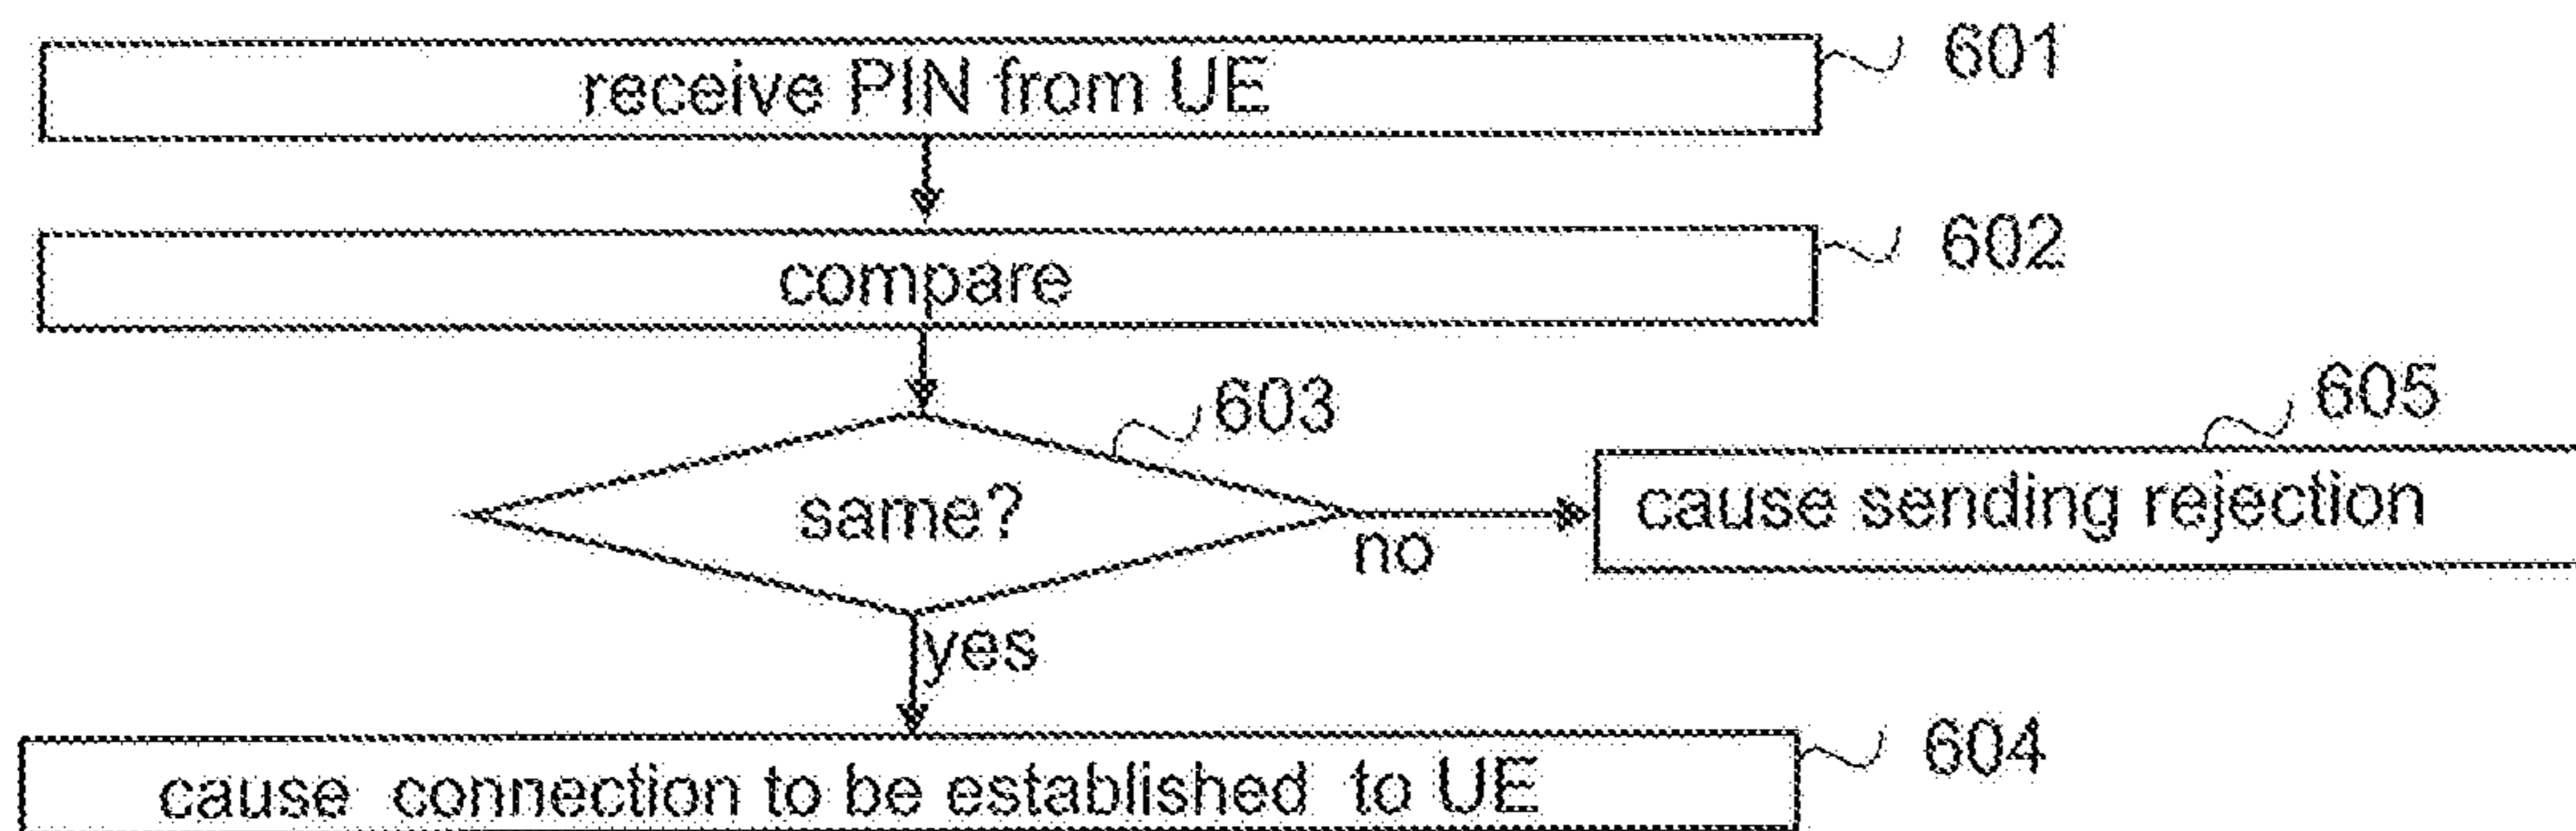 receive PIN from UE 601
compare 602
603
605
same?
cause sending rejection
no
yes
604
cause connection to be established to UE